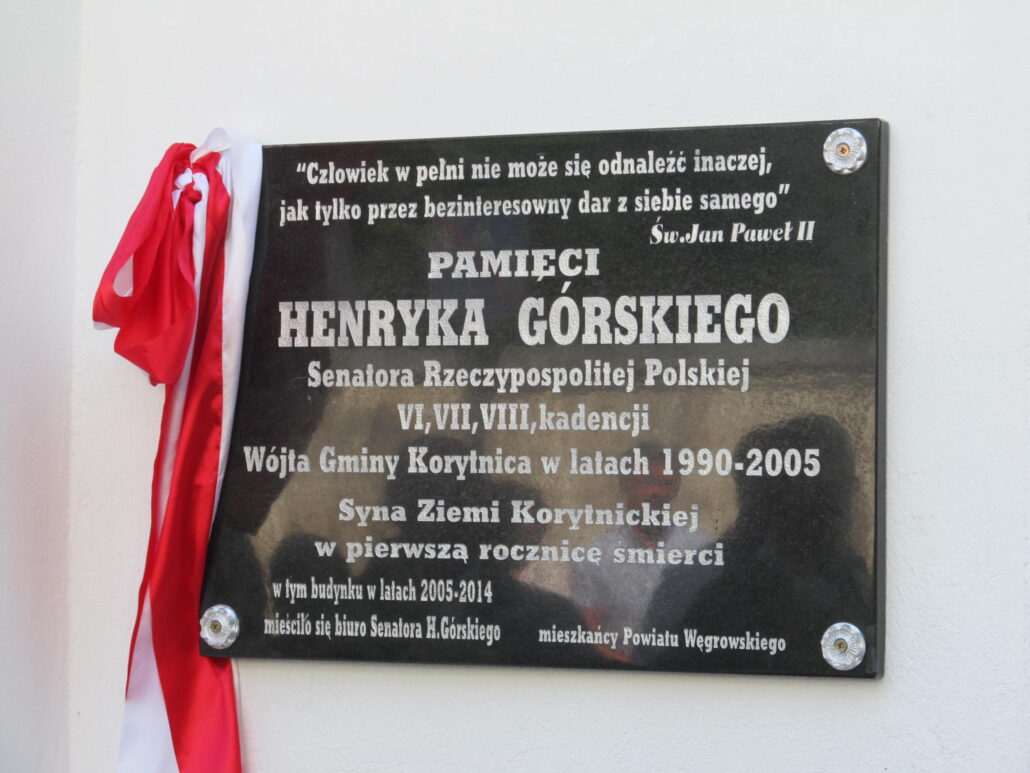 “Człowiek w pełni nie może się odnaleźć inaczej,
jak tylko przez bezinteresowny dar z siebie samego”
Św.Jan Paweł II
PAMIĘCI
HENRYKA GÓRSKIEGO
Senatora Rzeczypospolitej Polskiej
VI,VII,VIII,kadencji
Wójta Gminy Korytnica w latach 1990-2005
Syna Ziemi Korytnickiej
w pierwszą rocznicę śmierci
w tym budynku w latach 2005-2014
mieściło się biuro Senatora H.Górskiego
mieszkańcy Powiatu Węgrowskiego